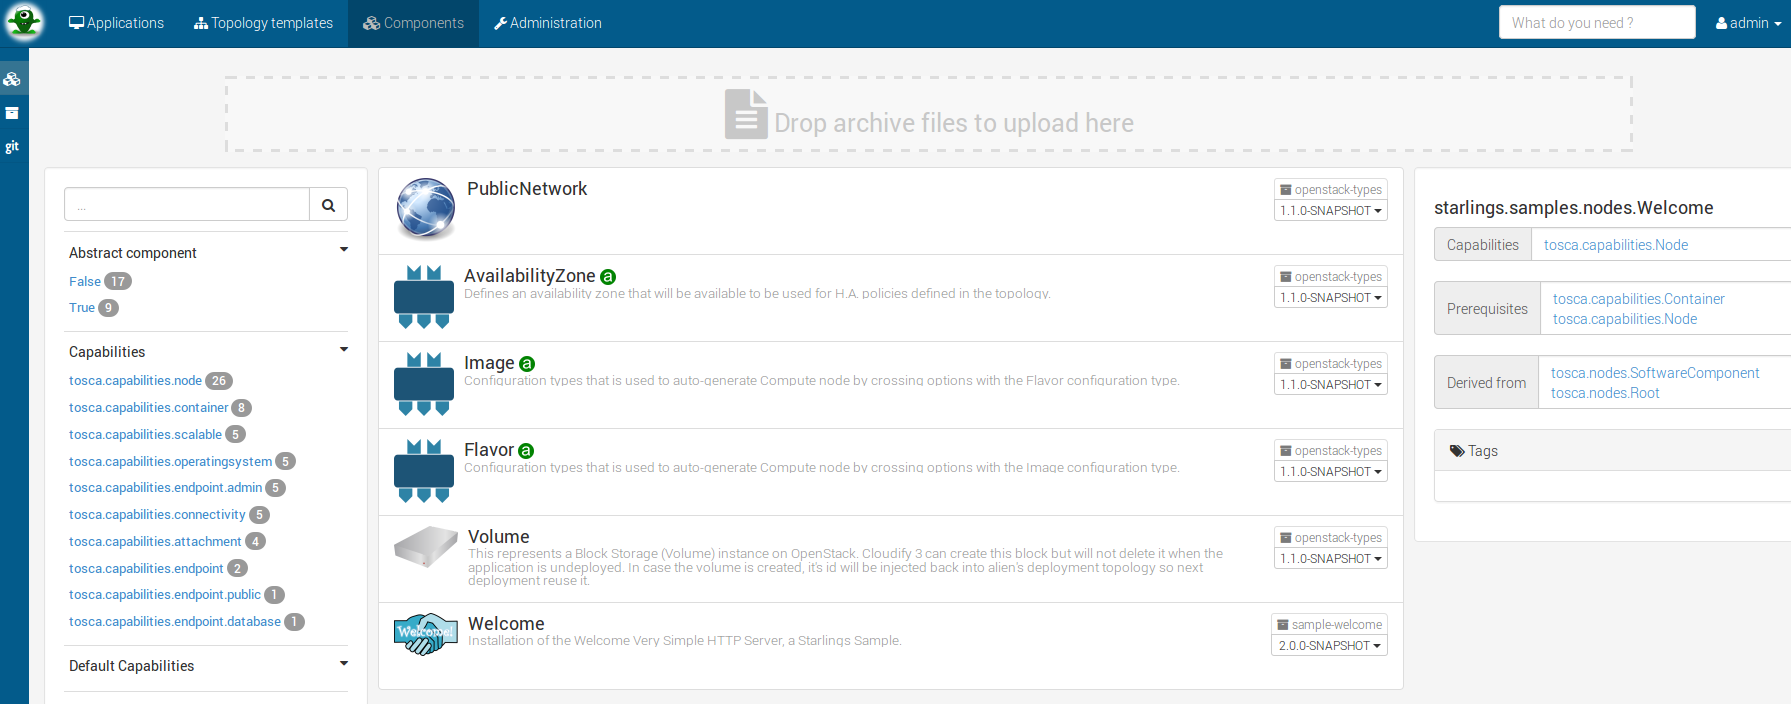 Applications
Topology templates
Components
Administration
What do you need ?
admin
git
Drop archive files to upload here
...
Abstract component
False 17
True 9
Capabilities
tosca.capabilities.node 26
tosca.capabilities.container 8
tosca.capabilities.scalable 5
tosca.capabilities.operatingsystem 5
tosca.capabilities.endpoint.admin 5
tosca.capabilities.connectivity 5
tosca.capabilities.attachment 4
tosca.capabilities.endpoint 2
tosca.capabilities.endpoint.public 1
tosca.capabilities.endpoint.database 1
Default Capabilities
PublicNetwork
openstack-types
1.1.0-SNAPSHOT
AvailabilityZone a
Defines an availability zone that will be available to be used for H.A. policies defined in the topology.
openstack-types
1.1.0-SNAPSHOT
Image a
Configuration types that is used to auto-generate Compute node by crossing options with the Flavor configuration type.
openstack-types
1.1.0-SNAPSHOT
Flavor a
Configuration types that is used to auto-generate Compute node by crossing options with the Image configuration type.
openstack-types
1.1.0-SNAPSHOT
Volume
This represents a Block Storage (Volume) instance on OpenStack. Cloudify 3 can create this block but will not delete it when the
application is undeployed. In case the volume is created, it's id will be injected back into alien's deployment topology so next
deployment reuse it.
openstack-types
1.1.0-SNAPSHOT
Welcome!
Welcome
Installation of the Welcome Very Simple HTTP Server, a Starlings Sample.
sample-welcome
2.0.0-SNAPSHOT
starlings.samples.nodes.Welcome
Capabilities
tosca.capabilities.Node
Prerequisites
tosca.capabilities.Container
tosca.capabilities.Node
Derived from
tosca.nodes.SoftwareComponent
tosca.nodes.Root
Tags